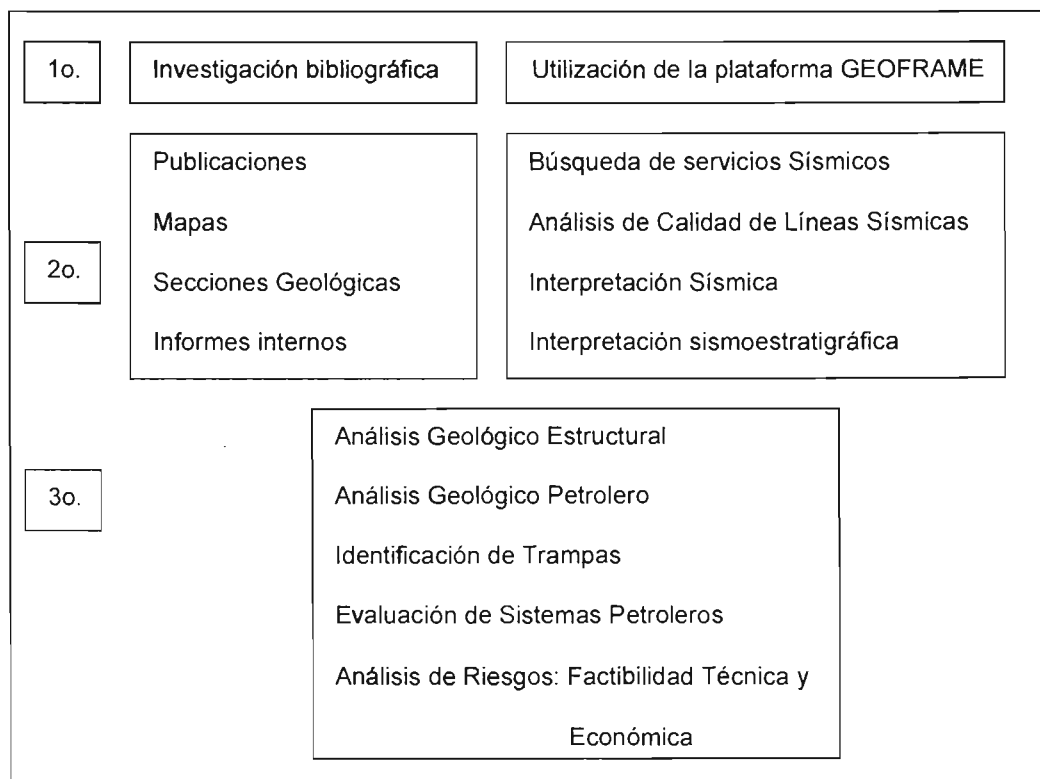 1o.
Investigación bibliográfica
Utilización de la plataforma GEOFRAME
2o.
Publicaciones
Mapas
Secciones Geológicas
Informes internos
Búsqueda de servicios Sísmicos
Análisis de Calidad de Líneas Sísmicas
Interpretación Sísmica
Interpretación sismoestratigráfica
3o.
Análisis Geológico Estructural
Análisis Geológico Petrolero
Identificación de Trampas
Evaluación de Sistemas Petroleros
Análisis de Riesgos: Factibilidad Técnica y
Económica